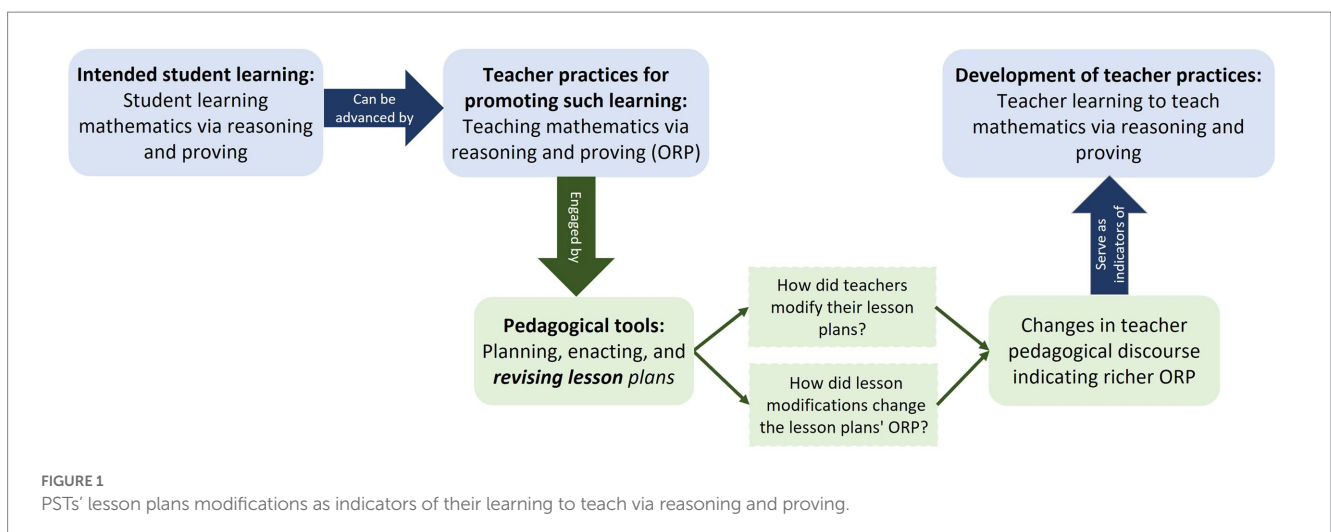 Intended student learning:
Student learning
mathematics via reasoning
and proving
Can be
advanced by
Teacher practices for
promoting such learning:
Teaching mathematics via
reasoning and proving (ORP)
Development of teacher practices:
Teacher learning to teach
mathematics via reasoning and
proving
Engaged by
Serve as
indicators of
Pedagogical tools:
Planning, enacting, and
revising lesson plans
How did teachers
modify their lesson
plans?
How did lesson
modifications change
the lesson plans' ORP?
Changes in teacher
pedagogical discourse
indicating richer ORP
FIGURE 1
PSTs’ lesson plans modifications as indicators of their learning to teach via reasoning and proving.